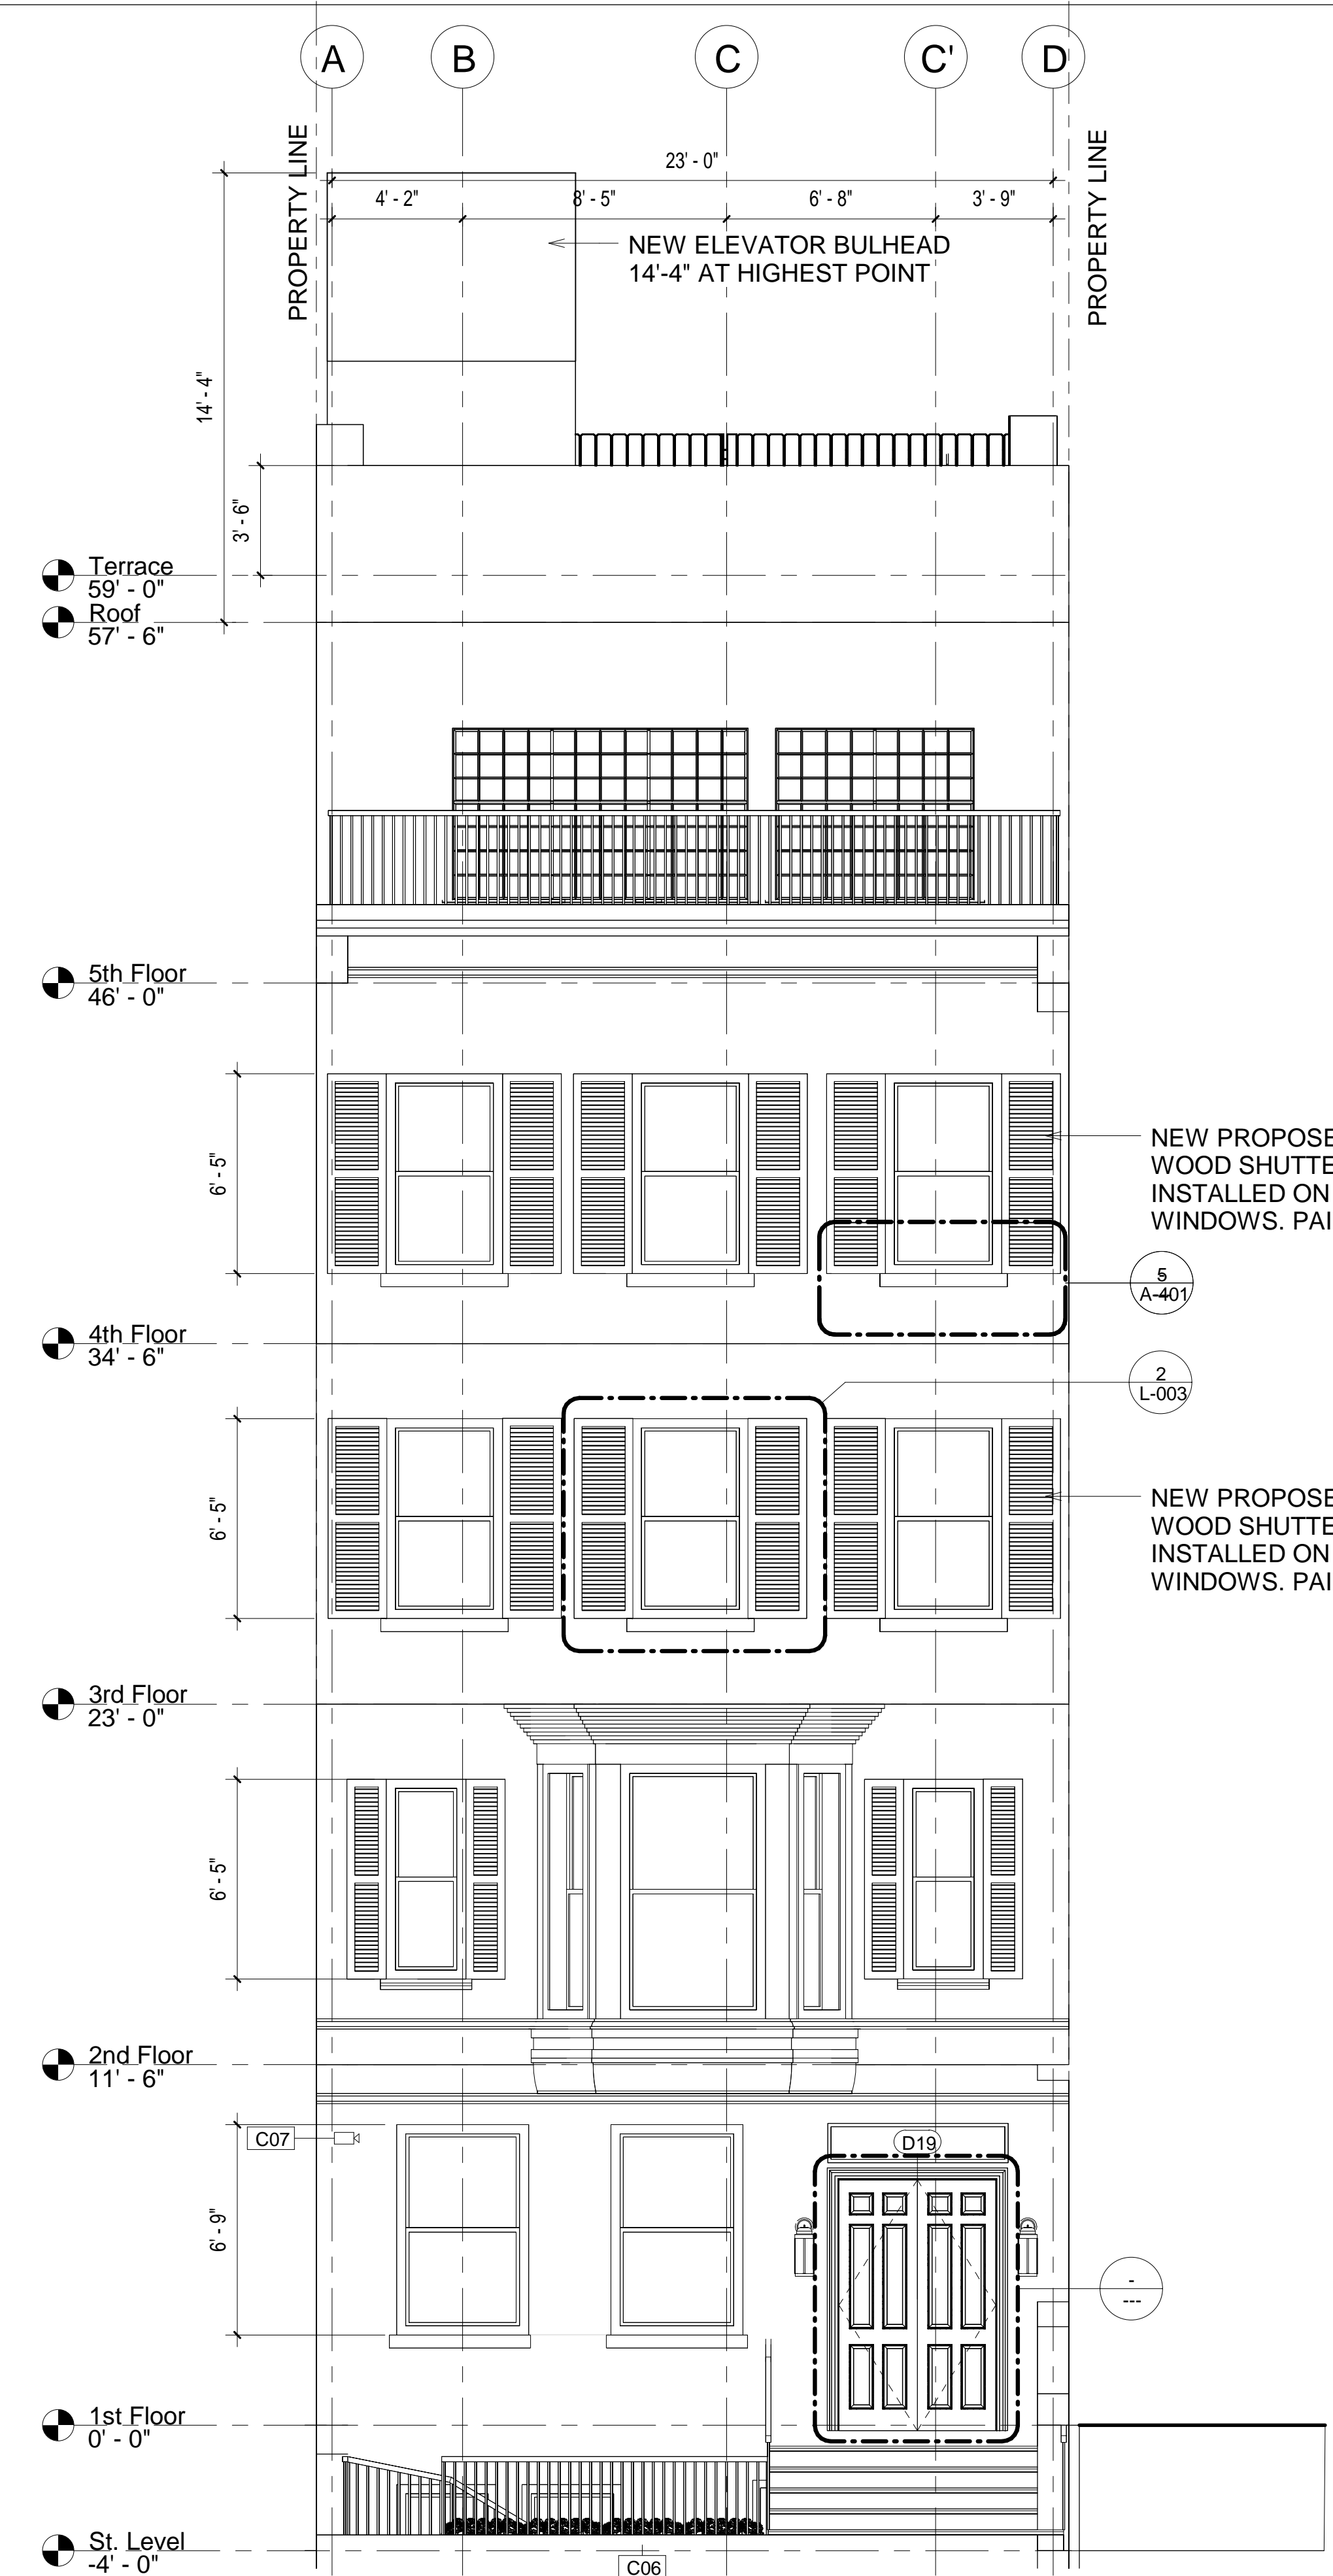 A
B
C
C'
D
PROPERTY LINE
PROPERTY LINE
23' - 0"
4' - 2"
8' - 5"
6' - 8"
3' - 9"
NEW ELEVATOR BULHEAD
14'-4" AT HIGHEST POINT
14' - 4"
3' - 6"
Terrace
59' - 0"
Roof
57' - 6"
5th Floor
46' - 0"
6' - 5"
NEW PROPOSE
WOOD SHUTTE
INSTALLED ON
WINDOWS. PAI
5
A-401
4th Floor
34' - 6"
2
L-003
6' - 5"
NEW PROPOSE
WOOD SHUTTE
INSTALLED ON
WINDOWS. PAI
3rd Floor
23' - 0"
6' - 5"
2nd Floor
11' - 6"
C07
D19
6' - 9"
-
---
1st Floor
0' - 0"
St. Level
-4' - 0"
C06